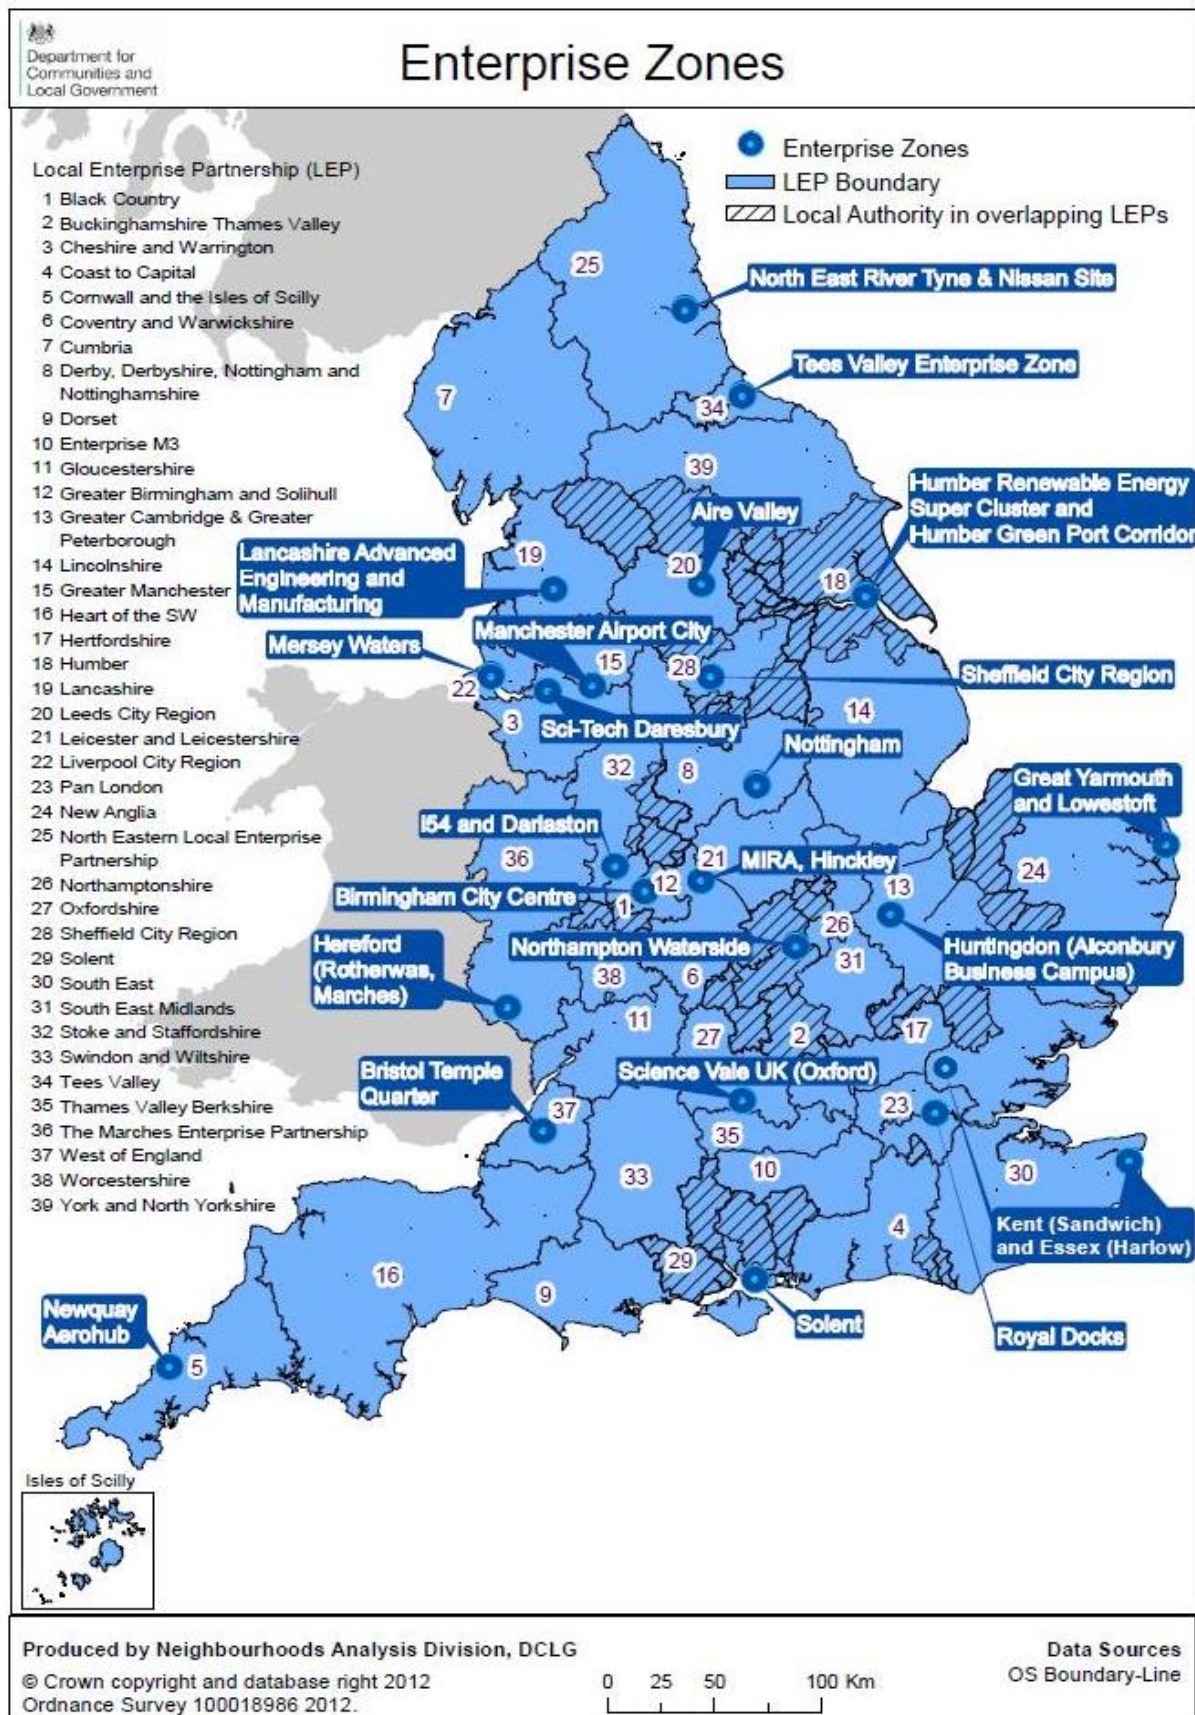 Department for
Communities and
Local Government
Enterprise Zones
Local Enterprise Partnership (LEP)
1 Black Country
2 Buckinghamshire Thames Valley
3 Cheshire and Warrington
4 Coast to Capital
5 Cornwall and the Isles of Scilly
6 Coventry and Warwickshire
7 Cumbria
8 Derby, Derbyshire, Nottingham and
Nottinghamshire
9 Dorset
10 Enterprise M3
11 Gloucestershire
12 Greater Birmingham and Solihull
13 Greater Cambridge & Greater
Peterborough
14 Lincolnshire
15 Greater Manchester
16 Heart of the SW
17 Hertfordshire
18 Humber
19 Lancashire
20 Leeds City Region
21 Leicester and Leicestershire
22 Liverpool City Region
23 Pan London
24 New Anglia
25 North Eastern Local Enterprise
Partnership
26 Northamptonshire
27 Oxfordshire
28 Sheffield City Region
29 Solent
30 South East
31 South East Midlands
32 Stoke and Staffordshire
33 Swindon and Wiltshire
34 Tees Valley
35 Thames Valley Berkshire
36 The Marches Enterprise Partnership
37 West of England
38 Worcestershire
39 York and North Yorkshire
Enterprise Zones
LEP Boundary
Local Authority in overlapping LEPs
25
North East River Tyne & Nissan Site
Tees Valley Enterprise Zone
7
34
39
Humber Renewable Energy
Super Cluster and
Humber Green Port Corridor
Aire Valley
Lancashire Advanced
Engineering and
Manufacturing
19
20
18
Manchester Airport City
Mersey Waters
15
28
Sheffield City Region
22
3
Sci-Tech Daresbury
14
32
8
Nottingham
Great Yarmouth
and Lowestoft
I54 and Darlaston
36
21
MIRA, Hinckley
24
12
13
Birmingham City Centre
1
26
Hereford
(Rotherwas,
Marches)
Northampton Waterside
31
Huntingdon (Alconbury
Business Campus)
38
6
11
27
2
17
Bristol Temple
Quarter
Science Vale UK (Oxford)
37
23
35
33
10
30
Kent (Sandwich)
and Essex (Harlow)
4
29
16
9
Newquay
Aerohub
Solent
Royal Docks
5
Isles of Scilly
Produced by Neighbourhoods Analysis Division, DCLG
© Crown copyright and database right 2012
Ordnance Survey 100018986 2012.
0 25 50 100 Km
Data Sources
OS Boundary-Line